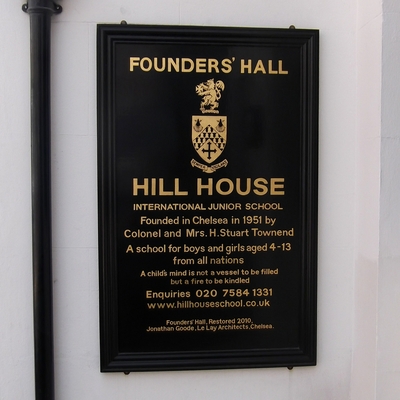 FOUNDERS' HALL
HILL HOUSE
INTERNATIONAL JUNIOR SCHOOL
Founded in Chelsea in 1951 by
Colonel and Mrs. H. Stuart Townend
A school for boys and girls aged 4-13
from all nations
A child's mind is not a vessel to be filled
but a fire to be kindled
Enquiries 020 7584 1331
www.hillhouseschool.co.uk
Founders' Hall, Restored 2010,
Jonathan Goode, Le Lay Architects, Chelsea.